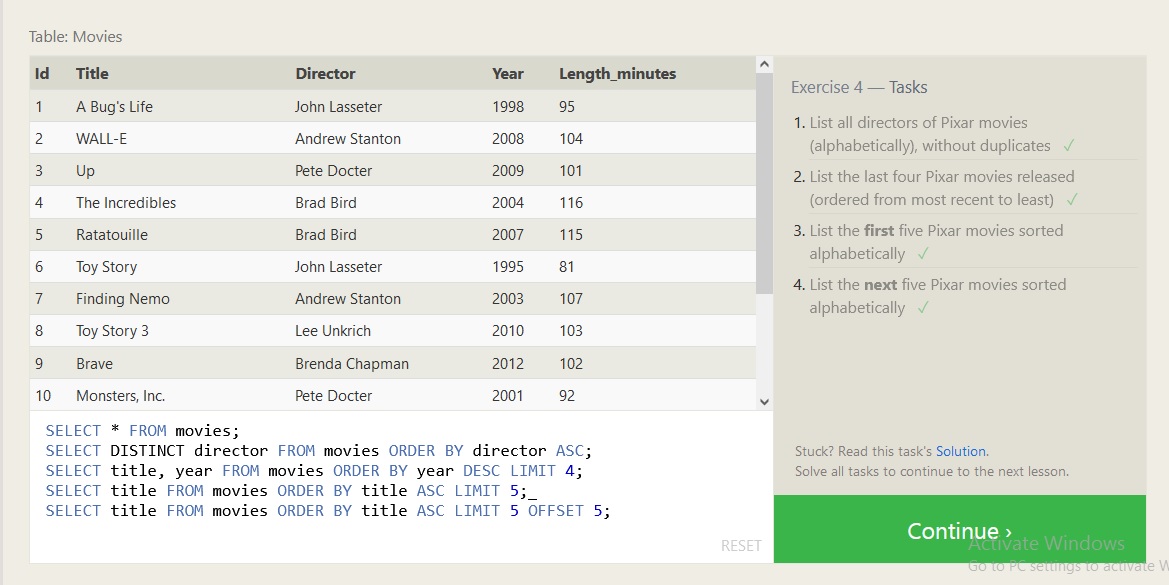 Table: Movies
Id Title Director Year Length_minutes
1 A Bug's Life John Lasseter 1998 95
2 WALL-E Andrew Stanton 2008 104
3 Up Pete Docter 2009 101
4 The Incredibles Brad Bird 2004 116
5 Ratatouille Brad Bird 2007 115
6 Toy Story John Lasseter 1995 81
7 Finding Nemo Andrew Stanton 2003 107
8 Toy Story 3 Lee Unkrich 2010 103
9 Brave Brenda Chapman 2012 102
10 Monsters, Inc. Pete Docter 2001 92
SELECT * FROM movies;
SELECT DISTINCT director FROM movies ORDER BY director ASC;
SELECT title, year FROM movies ORDER BY year DESC LIMIT 4;
SELECT title FROM movies ORDER BY title ASC LIMIT 5;_
SELECT title FROM movies ORDER BY title ASC LIMIT 5 OFFSET 5;
RESET
Exercise 4 — Tasks
1. List all directors of Pixar movies
(alphabetically), without duplicates ✓
2. List the last four Pixar movies released
(ordered from most recent to least) ✓
3. List the first five Pixar movies sorted
alphabetically ✓
4. List the next five Pixar movies sorted
alphabetically ✓
Stuck? Read this task's Solution.
Solve all tasks to continue to the next lesson.
Continue ›
Activate Windows
Go to PC settings to activate W